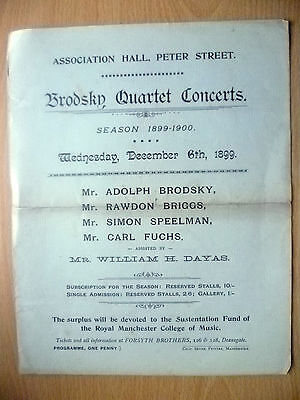 ASSOCIATION HALL, PETER STREET.
Brodsky Quartet Concerts.
SEASON 1899-1900.
Wednesday, December 6th, 1899.
Mr. ADOLPH BRODSKY,
Mr. RAWDON BRIGGS,
Mr. SIMON SPEELMAN,
Mr. CARL FUCHS,
— ASSISTED BY —
MR. WILLIAM H. DAYAS.
SUBSCRIPTION FOR THE SEASON: RESERVED STALLS, 10/-
SINGLE ADMISSION: RESERVED STALLS, 2/6; GALLERY, 1/-
The surplus will be devoted to the Sustentation Fund of
the Royal Manchester College of Music.
Tickets and all information at FORSYTH BROTHERS, 126 & 128, Deansgate.
PROGRAMME, ONE PENNY.